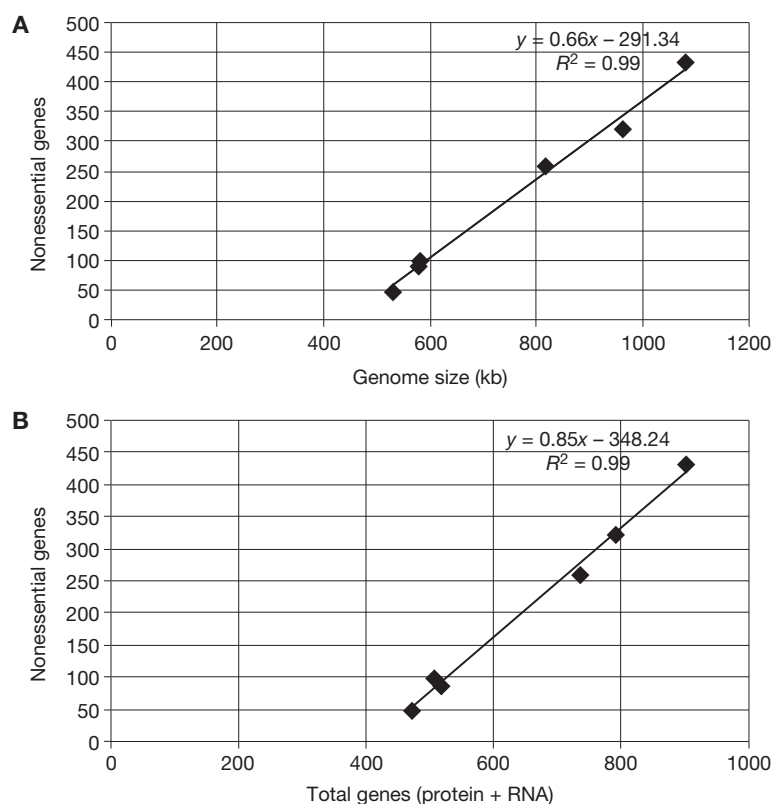 A
500
450
400
350
300
250
200
150
100
50
0
Nonessential genes
y = 0.66x – 291.34
R² = 0.99
0 200 400 600 800 1000 1200
Genome size (kb)
B
500
450
400
350
300
250
200
150
100
50
0
Nonessential genes
y = 0.85x – 348.24
R² = 0.99
0 200 400 600 800 1000
Total genes (protein + RNA)